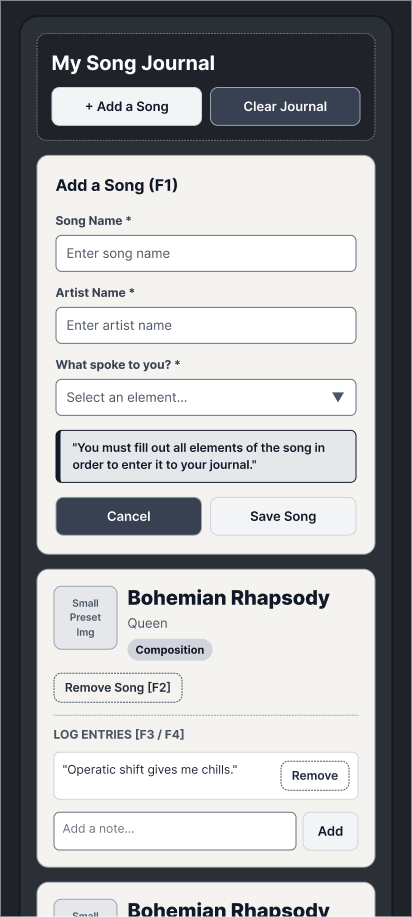 My Song Journal
+ Add a Song
Clear Journal
Add a Song (F1)
Song Name *
Enter song name
Artist Name *
Enter artist name
What spoke to you? *
Select an element...
"You must fill out all elements of the song in
order to enter it to your journal."
Cancel
Save Song
Small
Preset
Img
Bohemian Rhapsody
Queen
Composition
Remove Song [F2]
LOG ENTRIES [F3 / F4]
"Operatic shift gives me chills."
Remove
Add a note...
Add
Small
Bohemian Rhapsody